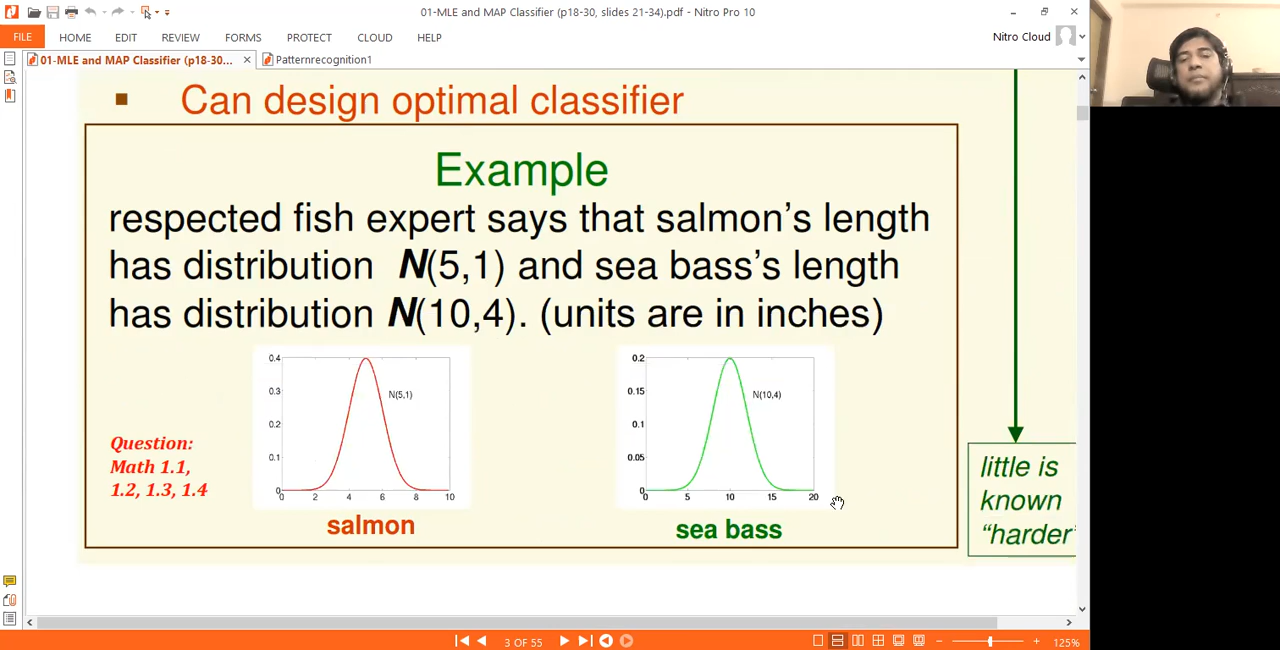 01-MLE and MAP Classifier (p18-30, slides 21-34).pdf - Nitro Pro 10
FILE HOME EDIT REVIEW FORMS PROTECT CLOUD HELP
Nitro Cloud
01-MLE and MAP Classifier (p18-30... × Patternrecognition1
Can design optimal classifier
Example
respected fish expert says that salmon’s length
has distribution N(5,1) and sea bass’s length
has distribution N(10,4). (units are in inches)
0.4
0.3
0.2
0.1
0
0 2 4 6 8 10
N(5,1)
0.2
0.15
0.1
0.05
0
0 5 10 15 20
N(10,4)
Question:
Math 1.1,
1.2, 1.3, 1.4
salmon
sea bass
little is
known
“harder”
3 OF 55
125%